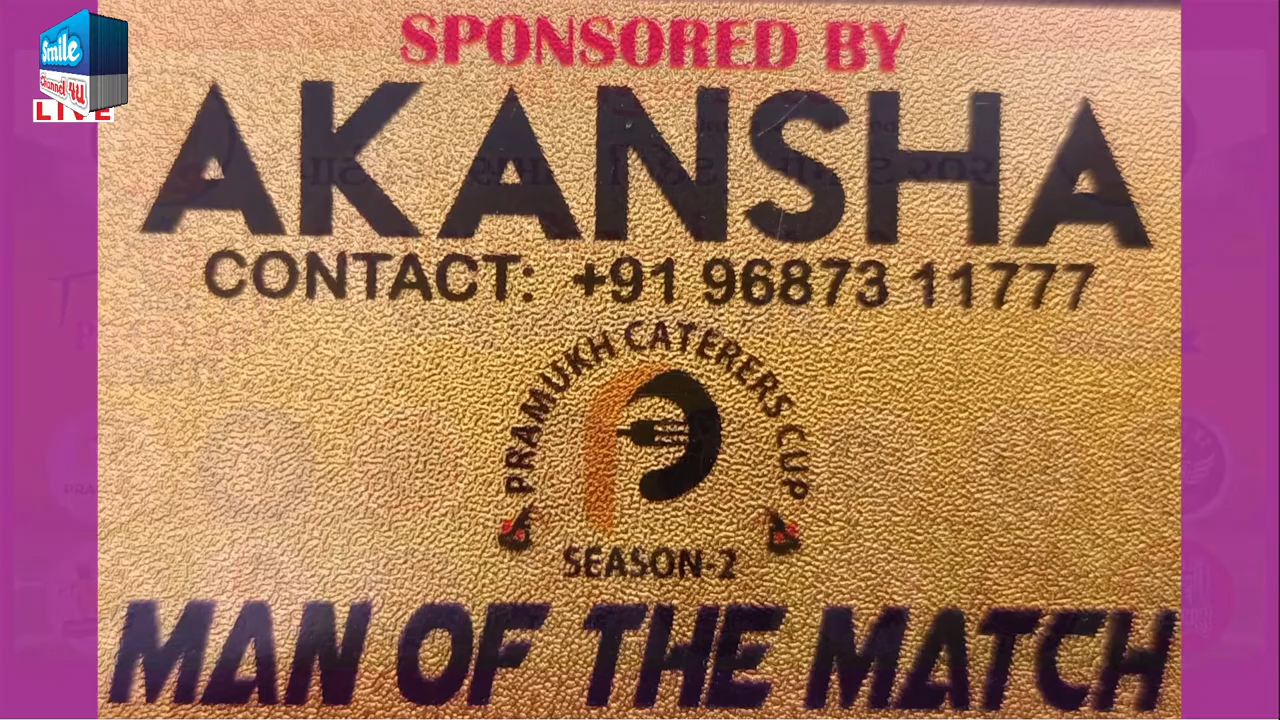 Smile
Channel 4U
LIVE
SPONSORED BY
AKANSHA
CONTACT: +91 96873 11777
PRAMUKH CATERERS CUP
SEASON-2
MAN OF THE MATCH